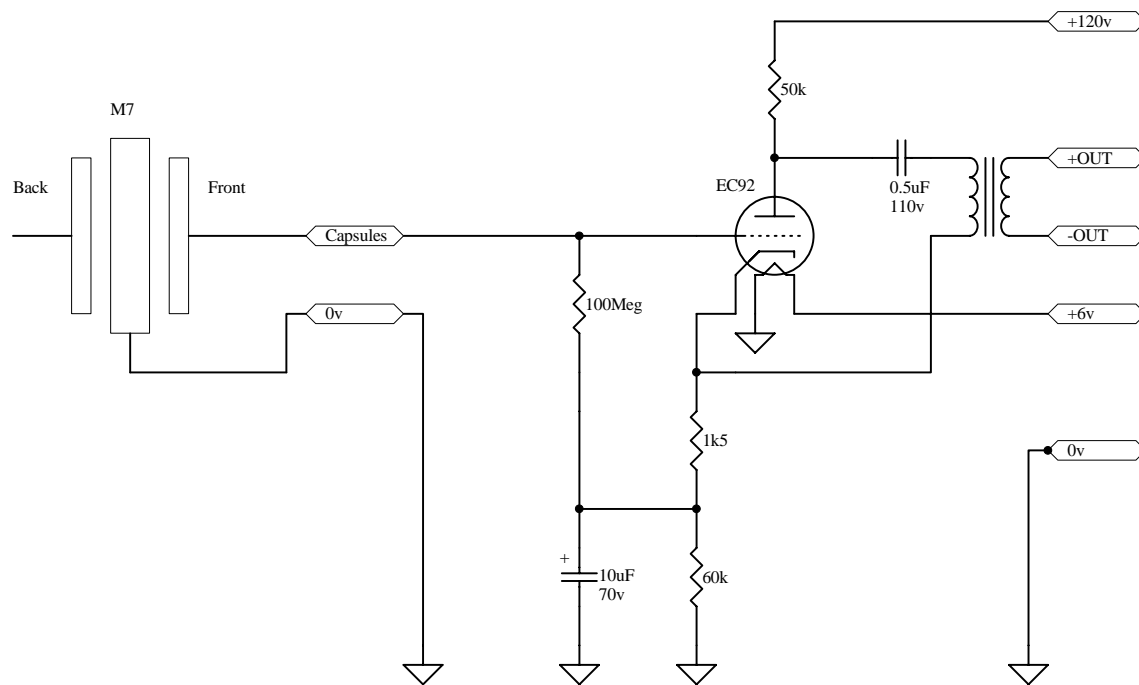 +120v
50k
M7
Back
Front
EC92
0.5uF
110v
+OUT
-OUT
Capsules
100Meg
0v
+6v
1k5
0v
+
10uF
70v
60k